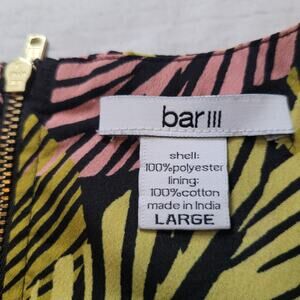 bar III
shell:
100%polyester
lining:
100%cotton
made in India
LARGE